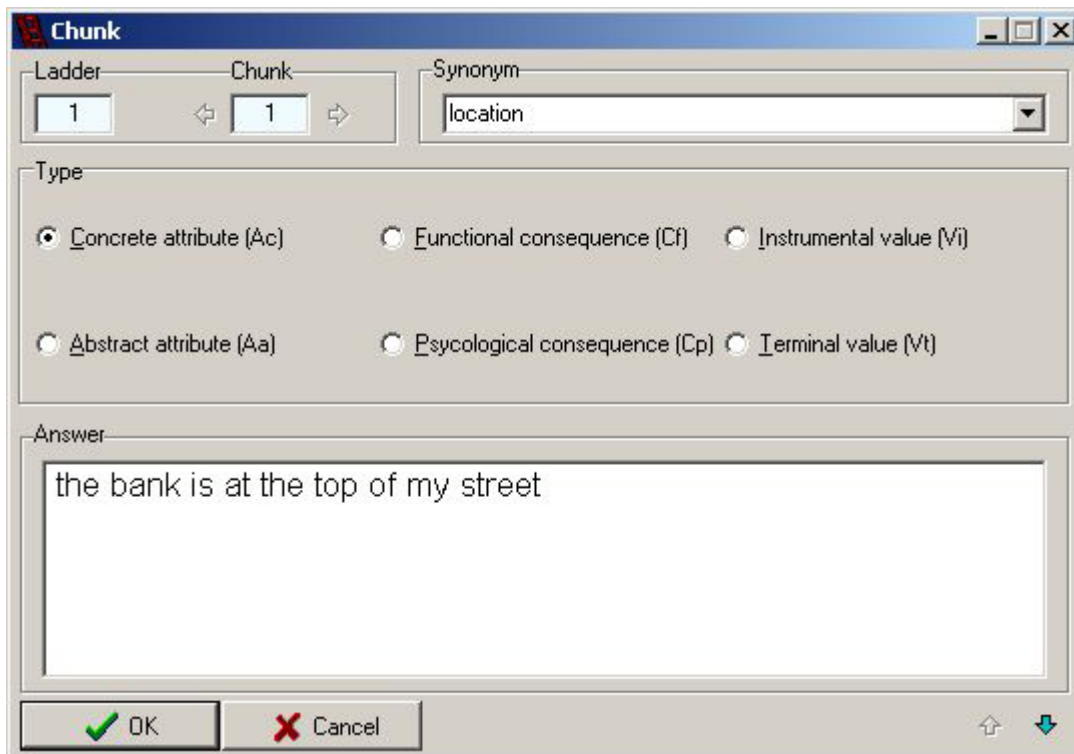 Chunk
Ladder Chunk Synonym
1 1 location
Type
Concrete attribute (Ac) Functional consequence (Cf) Instrumental value (Vi)
Abstract attribute (Aa) Psycological consequence (Cp) Terminal value (Vt)
Answer
the bank is at the top of my street
OK Cancel